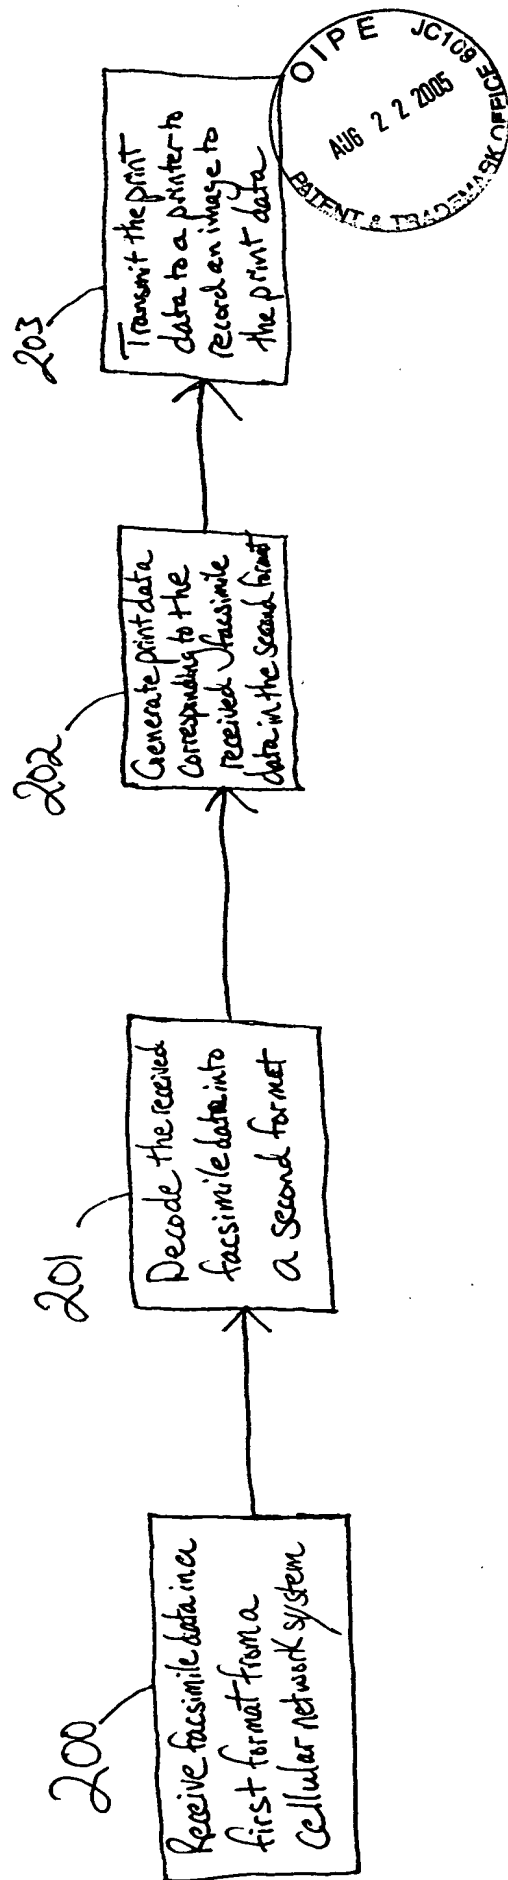 200
Receive facsimile data in a
first format from a
cellular network system
201
Decode the received
facsimile data into
a second format
202
Generate print data
corresponding to the
received facsimile
data in the second format
203
Transmit the print
data to a printer to
record an image to
the print data
OIPE JC109
AUG 22 2005
PATENT & TRADEMARK OFFICE